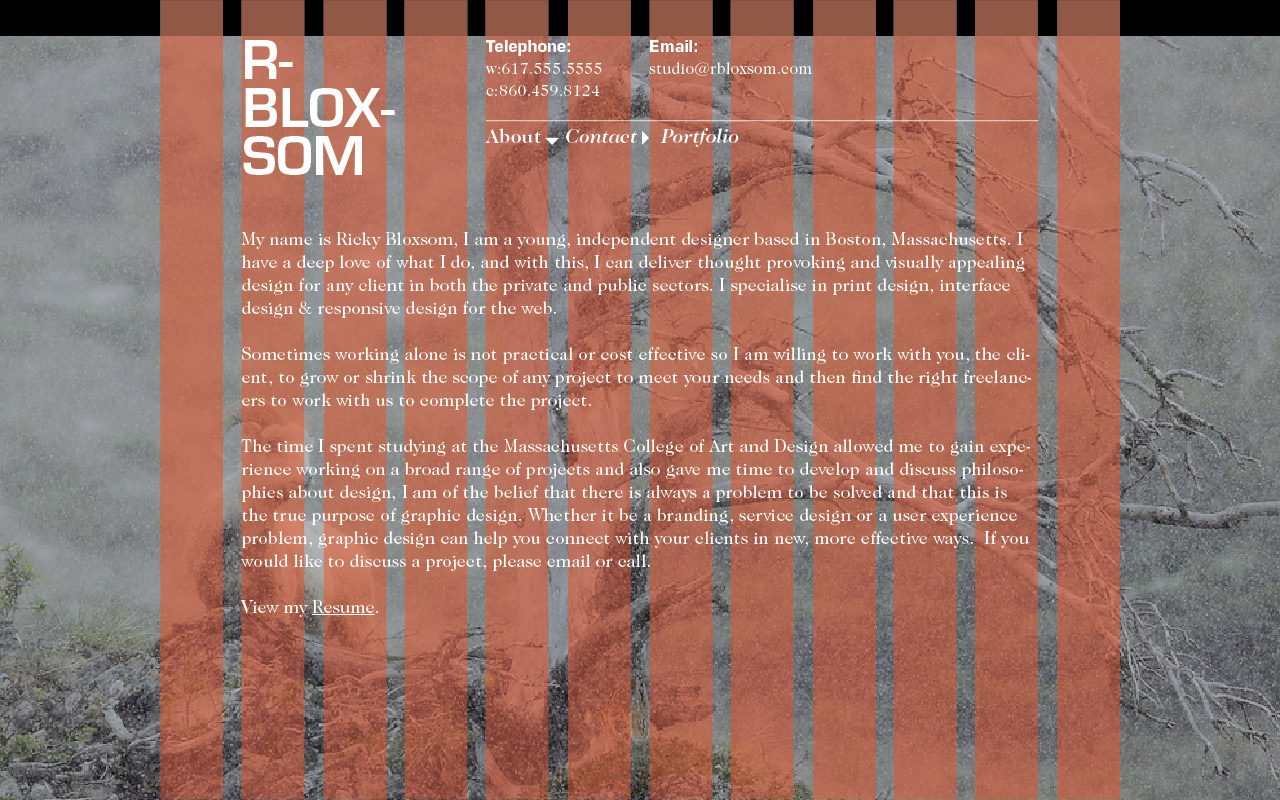 R-
BLOX-
SOM
Telephone:
w:617.555.5555
c:860.459.8124
Email:
studio@rbloxsom.com
About Contact Portfolio
My name is Ricky Bloxsom, I am a young, independent designer based in Boston, Massachusetts. I
have a deep love of what I do, and with this, I can deliver thought provoking and visually appealing
design for any client in both the private and public sectors. I specialise in print design, interface
design & responsive design for the web.
Sometimes working alone is not practical or cost effective so I am willing to work with you, the cli-
ent, to grow or shrink the scope of any project to meet your needs and then find the right freelanc-
ers to work with us to complete the project.
The time I spent studying at the Massachusetts College of Art and Design allowed me to gain expe-
rience working on a broad range of projects and also gave me time to develop and discuss philoso-
phies about design, I am of the belief that there is always a problem to be solved and that this is
the true purpose of graphic design. Whether it be a branding, service design or a user experience
problem, graphic design can help you connect with your clients in new, more effective ways.  If you
would like to discuss a project, please email or call.
View my Resume.